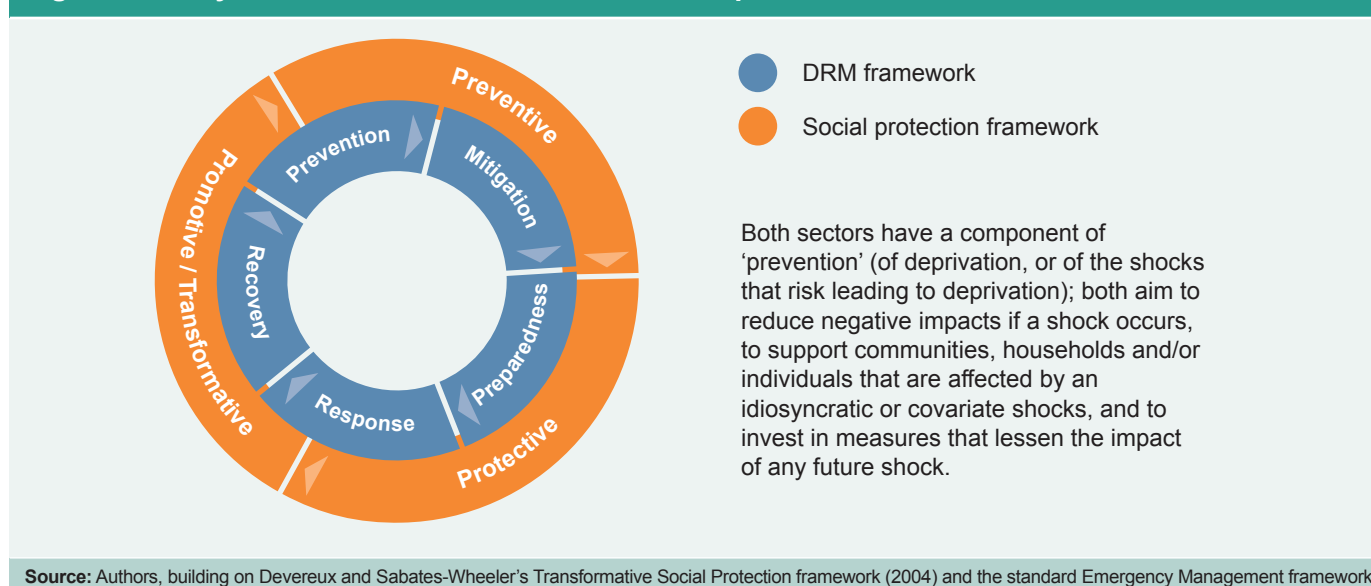 Preventive
Prevention
Mitigation
Promotive / Transformative
Recovery
Preparedness
Response
Protective
DRM framework
Social protection framework
Both sectors have a component of
‘prevention’ (of deprivation, or of the shocks
that risk leading to deprivation); both aim to
reduce negative impacts if a shock occurs,
to support communities, households and/or
individuals that are affected by an
idiosyncratic or covariate shocks, and to
invest in measures that lessen the impact
of any future shock.
Source: Authors, building on Devereux and Sabates-Wheeler’s Transformative Social Protection framework (2004) and the standard Emergency Management framework